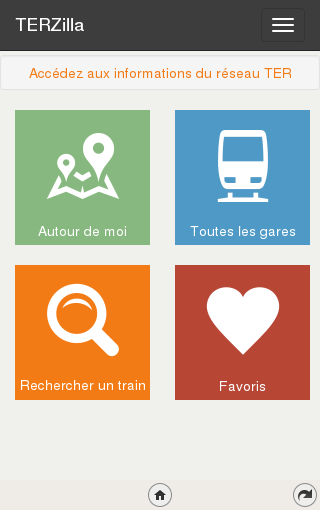 TERZilla
Accédez aux informations du réseau TER
Autour de moi
Toutes les gares
Rechercher un train
Favoris